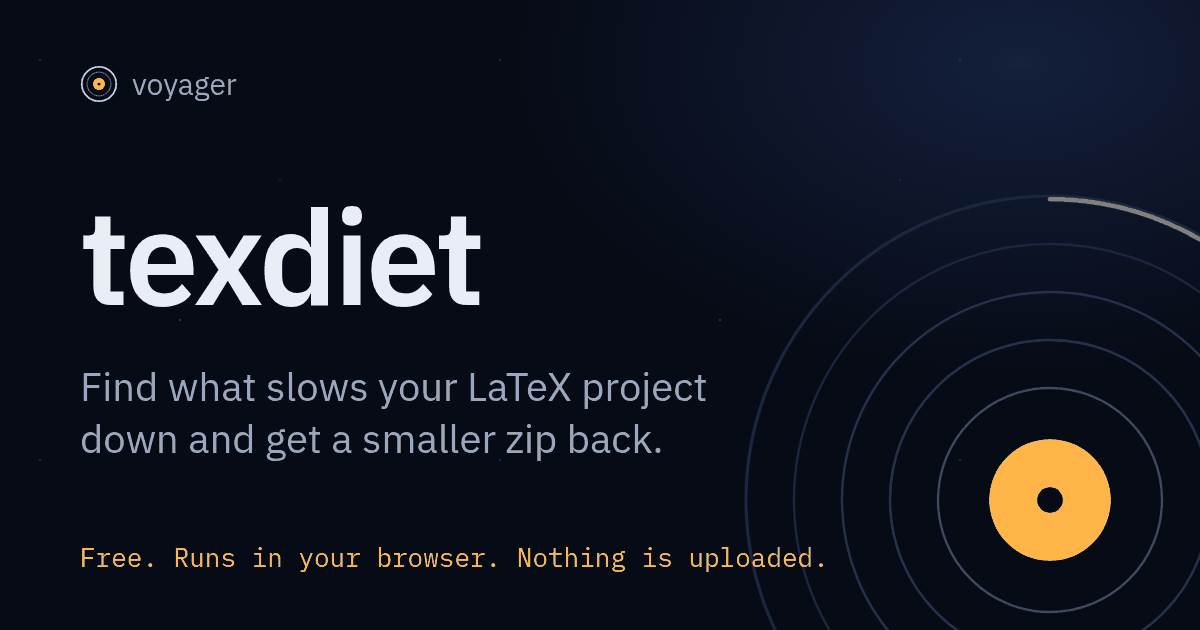 voyager
texdiet
Find what slows your LaTeX project
down and get a smaller zip back.
Free. Runs in your browser. Nothing is uploaded.